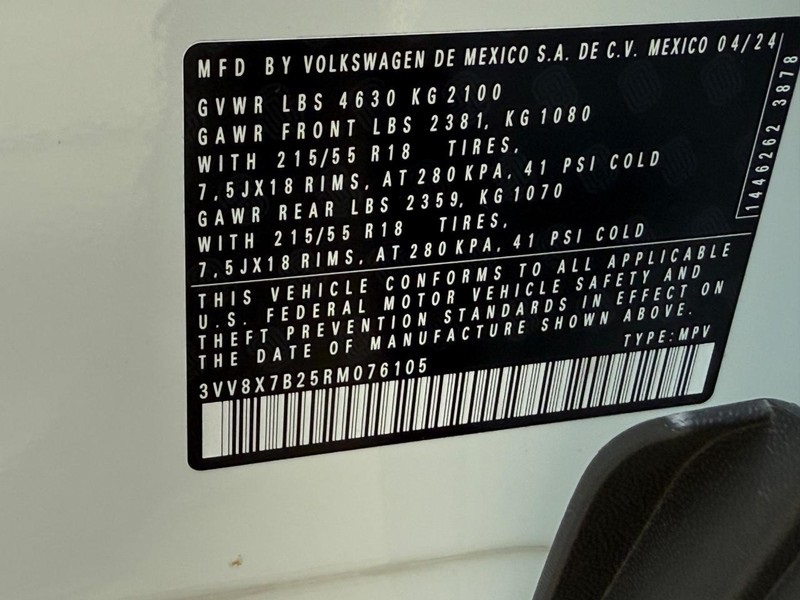 MFD BY VOLKSWAGEN DE MEXICO S.A. DE C.V. MEXICO 04/24
GVWR LBS 4630 KG 2100
GAWR FRONT LBS 2381, KG 1080
WITH 215/55 R18 TIRES,
7,5JX18 RIMS, AT 280 KPA, 41 PSI COLD
GAWR REAR LBS 2359, KG 1070
WITH 215/55 R18 TIRES,
7,5JX18 RIMS, AT 280 KPA, 41 PSI COLD
1446262 3878
THIS VEHICLE CONFORMS TO ALL APPLICABLE
U.S. FEDERAL MOTOR VEHICLE SAFETY AND
THEFT PREVENTION STANDARDS IN EFFECT ON
THE DATE OF MANUFACTURE SHOWN ABOVE.
TYPE: MPV
3VV8X7B25RM076105